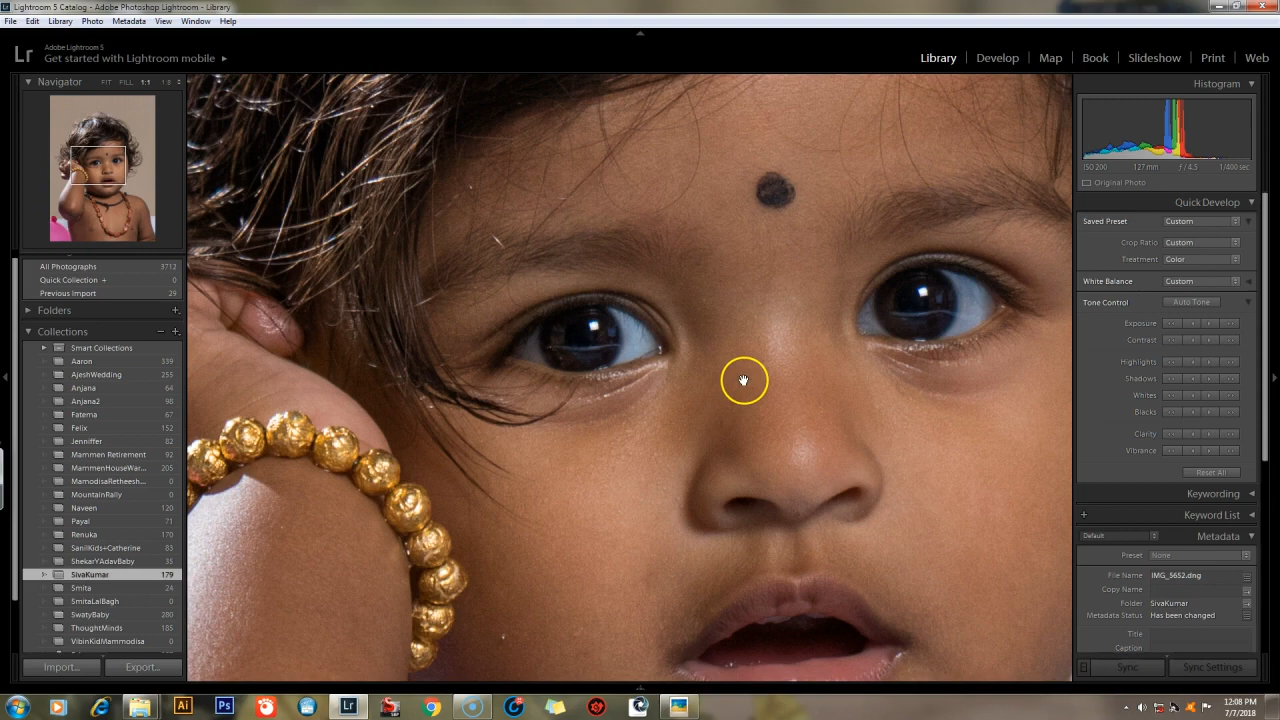 Lightroom 5 Catalog - Adobe Photoshop Lightroom - Library
File Edit Library Photo Metadata View Window Help
Lr
Adobe Lightroom 5
Get started with Lightroom mobile
Library Develop Map Book Slideshow Print Web
Navigator FIT FILL 1:1 1:8
All Photographs 3712
Quick Collection + 0
Previous Import 29
Folders
Collections
Smart Collections
Aaron 339
AjeshWedding 255
Anjana 64
Anjana2 98
Fatema 67
Felix 152
Jenniffer 82
Mammen Retirement 92
MammenHouseWar... 205
MamodisaRetheesh... 0
MountainRally 0
Naveen 120
Payal 71
Renuka 170
SanilKids+Catherine 83
ShekarYAdavBaby 35
SivaKumar 179
Smita 24
SmitaLalBagh 0
SwatyBaby 280
ThoughtMinds 185
VibinKidMammodisa 0
Import... Export...
Histogram
ISO 200 127 mm ƒ / 4.5 1/400 sec
Original Photo
Quick Develop
Saved Preset Custom
Crop Ratio Custom
Treatment Color
White Balance Custom
Tone Control Auto Tone
Exposure
Contrast
Highlights
Shadows
Whites
Blacks
Clarity
Vibrance
Reset All
Keywording
Keyword List
Default Metadata
Preset None
File Name IMG_5652.dng
Copy Name
Folder SivaKumar
Metadata Status Has been changed
Title
Caption
Sync Sync Settings
Ai Ps Lr
12:08 PM
7/7/2018